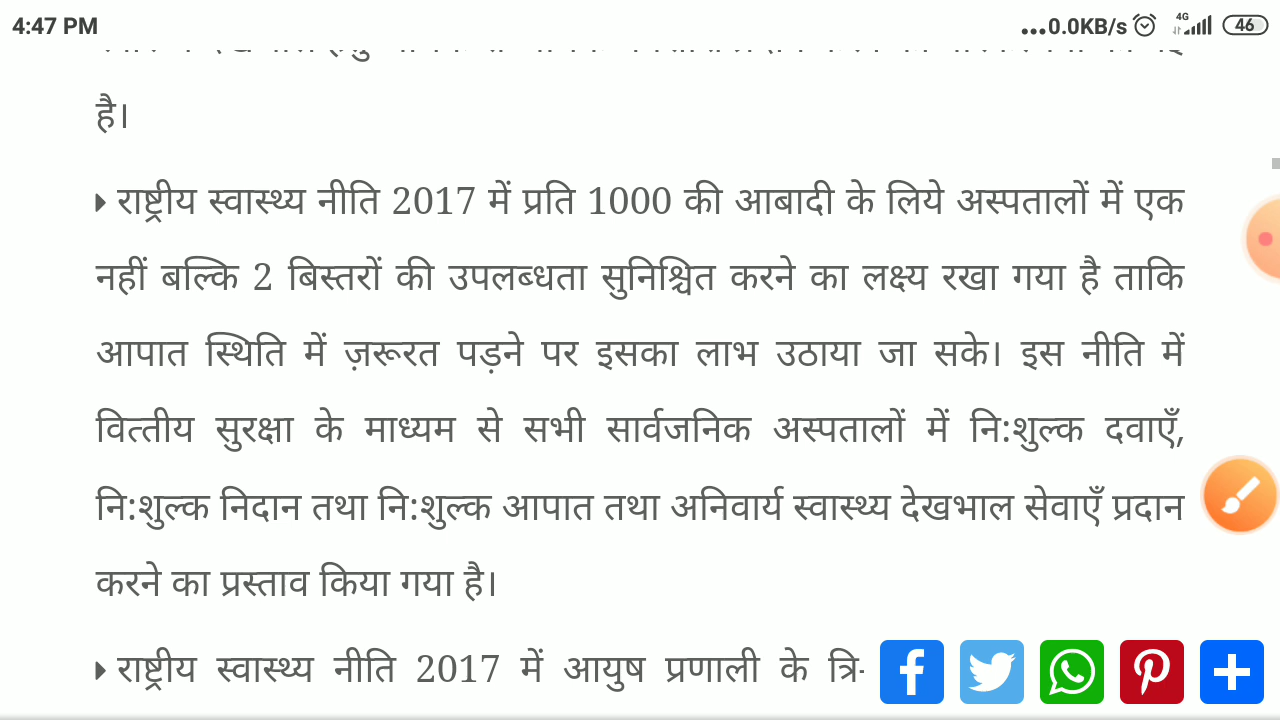 4:47 PM
...0.0KB/s 4G 46
है।
राष्ट्रीय स्वास्थ्य नीति 2017 में प्रति 1000 की आबादी के लिये अस्पतालों में एक
नहीं बल्कि 2 बिस्तरों की उपलब्धता सुनिश्चित करने का लक्ष्य रखा गया है ताकि
आपात स्थिति में ज़रूरत पड़ने पर इसका लाभ उठाया जा सके। इस नीति में
वित्तीय सुरक्षा के माध्यम से सभी सार्वजनिक अस्पतालों में नि:शुल्क दवाएँ,
नि:शुल्क निदान तथा नि:शुल्क आपात तथा अनिवार्य स्वास्थ्य देखभाल सेवाएँ प्रदान
करने का प्रस्ताव किया गया है।
राष्ट्रीय स्वास्थ्य नीति 2017 में आयुष प्रणाली के त्रि-